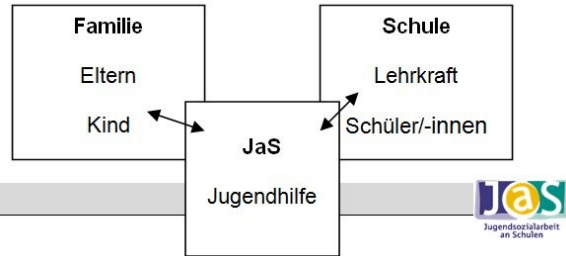 Familie
Eltern
Kind
Schule
Lehrkraft
Schüler/-innen
JaS
Jugendhilfe
JaS
Jugendsozialarbeit
an Schulen